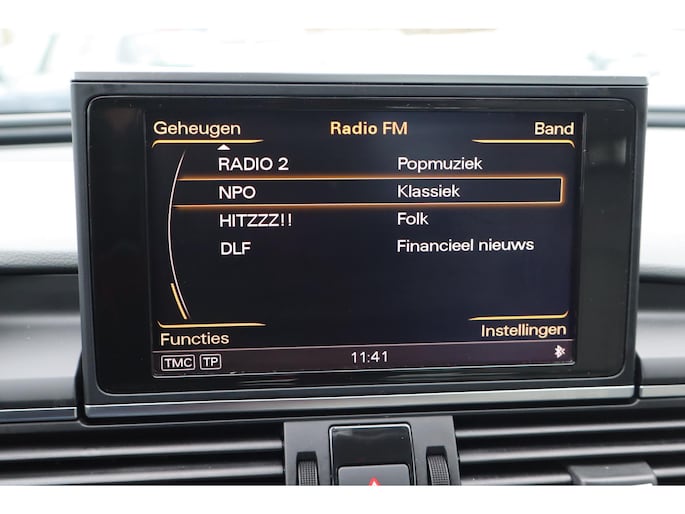 Geheugen Radio FM Band
RADIO 2 Popmuziek
NPO Klassiek
HITZZZ!! Folk
DLF Financieel nieuws
Functies Instellingen
TMC TP 11:41